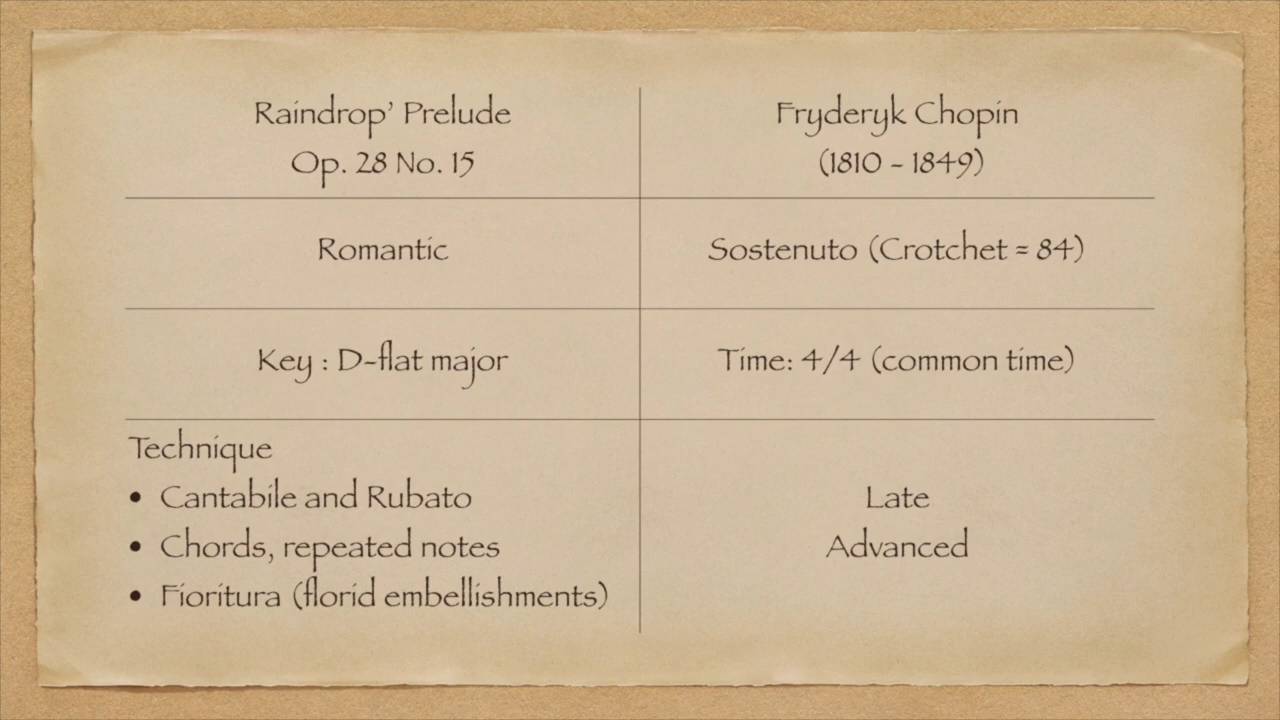 Raindrop’ Prelude
Op. 28 No. 15
Fryderyk Chopin
(1810 - 1849)
Romantic
Sostenuto (Crotchet = 84)
Key : D-flat major
Time: 4/4 (common time)
Technique
• Cantabile and Rubato
• Chords, repeated notes
• Fioritura (florid embellishments)
Late
Advanced